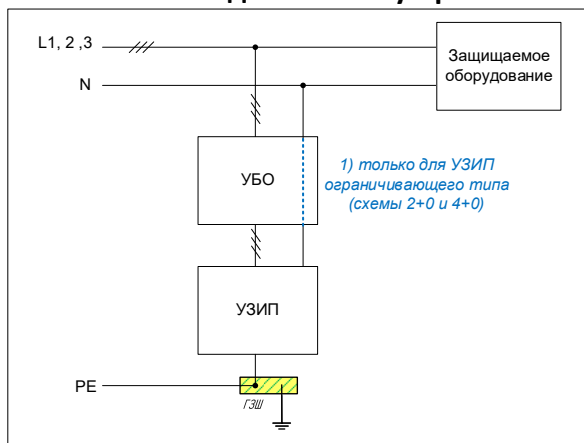 L1, 2 ,3
Защищаемое
оборудование
N
УБО
1) только для УЗИП
ограничивающего типа
(схемы 2+0 и 4+0)
УЗИП
PE
ГЗШ